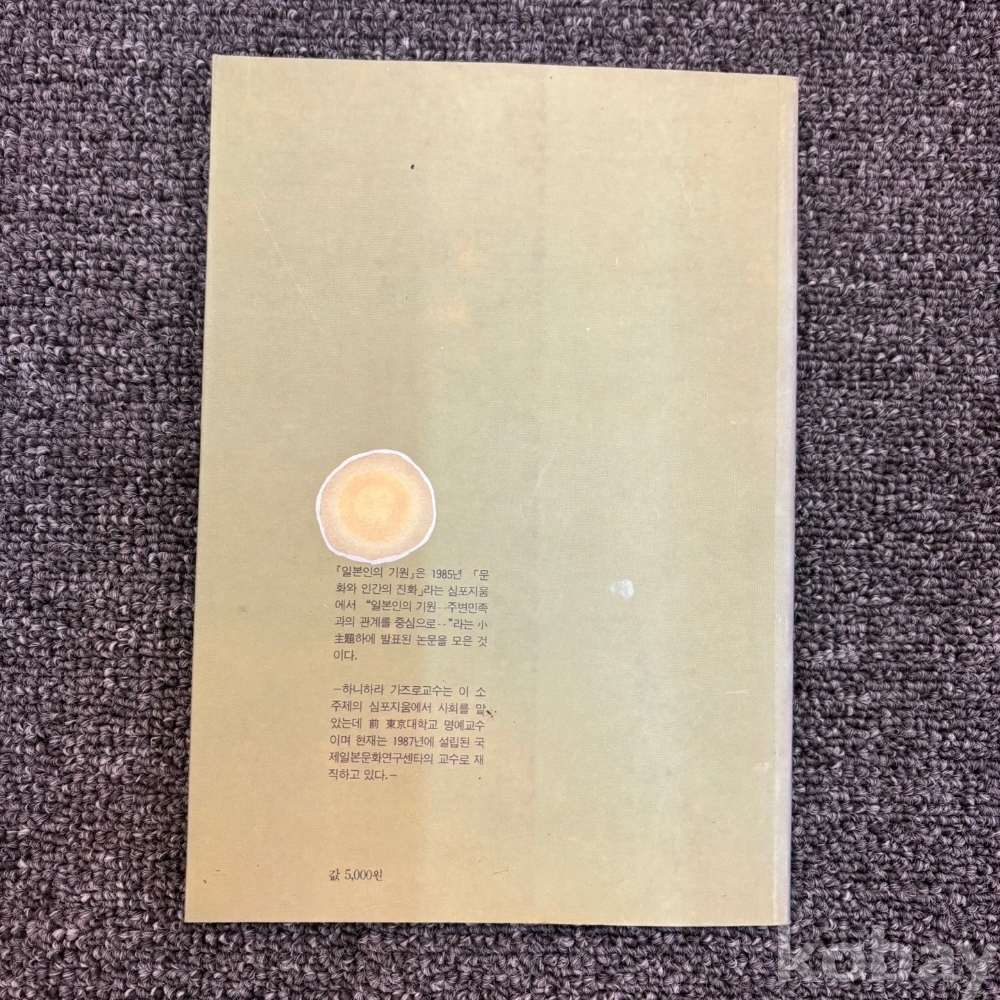 『일본인의 기원』은 1985년 「문
화와 인간의 진화」라는 심포지움
에서 “일본인의 기원--주변민족
과의 관계를 중심으로--”라는 小
主題하에 발표된 논문을 모은 것
이다.
—하니하라 가즈로교수는 이 소
주제의 심포지움에서 사회를 맡
았는데 前 東京대학교 명예교수
이며 현재는 1987년에 설립된 국
제일본문화연구센타의 교수로 재
직하고 있다.—
값 5,000원
kobay